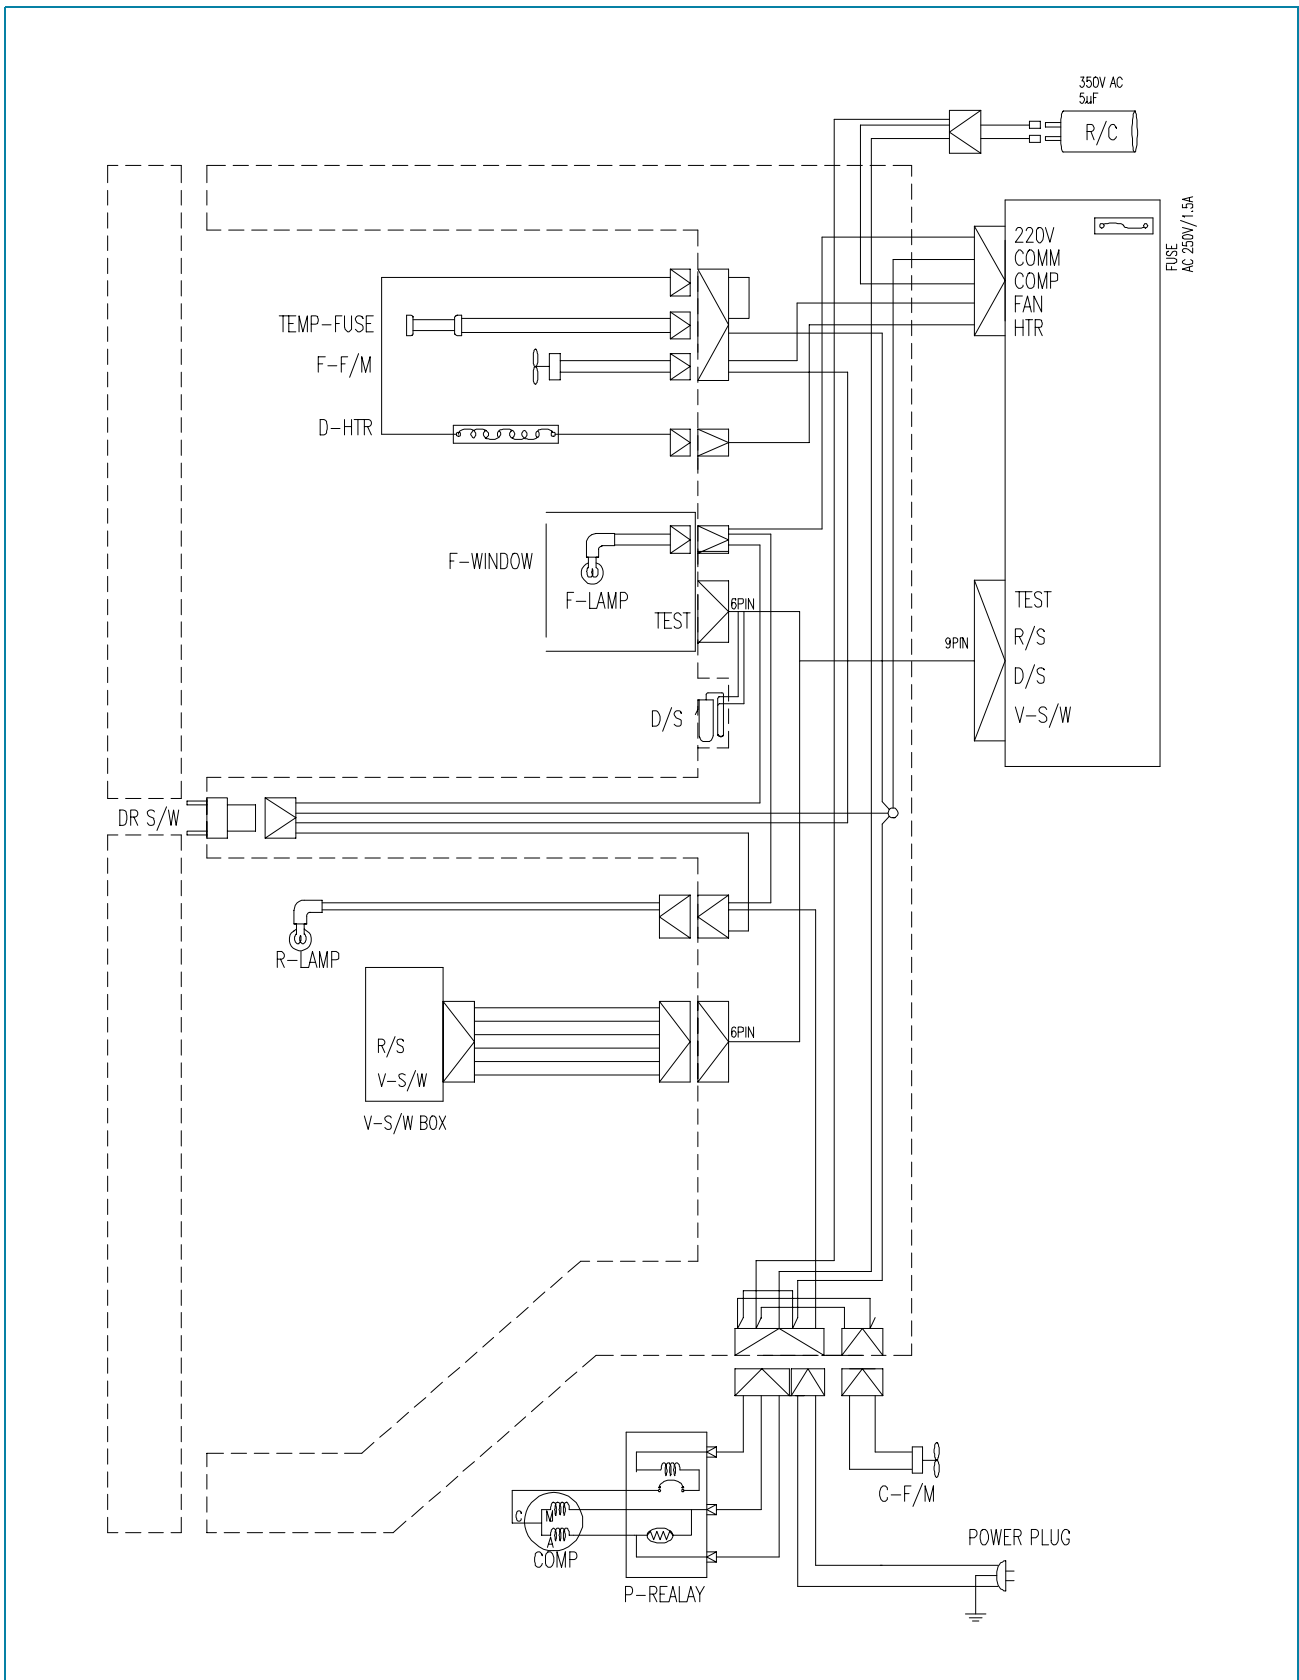 350V AC
5µF
R/C
FUSE
AC 250V/1.5A
220V
COMM
COMP
FAN
HTR
TEMP-FUSE
F-F/M
D-HTR
F-WINDOW
F-LAMP
TEST
6PIN
9PIN
TEST
R/S
D/S
V-S/W
D/S
DR S/W
R-LAMP
R/S
V-S/W
6PIN
V-S/W BOX
C
M
A
COMP
P-REALAY
C-F/M
POWER PLUG